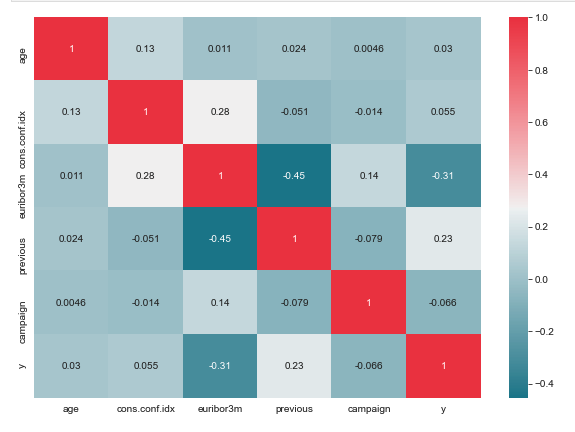 age 1 0.13 0.011 0.024 0.0046 0.03
cons.conf.idx 0.13 1 0.28 -0.051 -0.014 0.055
euribor3m 0.011 0.28 1 -0.45 0.14 -0.31
previous 0.024 -0.051 -0.45 1 -0.079 0.23
campaign 0.0046 -0.014 0.14 -0.079 1 -0.066
y 0.03 0.055 -0.31 0.23 -0.066 1
age cons.conf.idx euribor3m previous campaign y
1.0
0.8
0.6
0.4
0.2
0.0
−0.2
−0.4